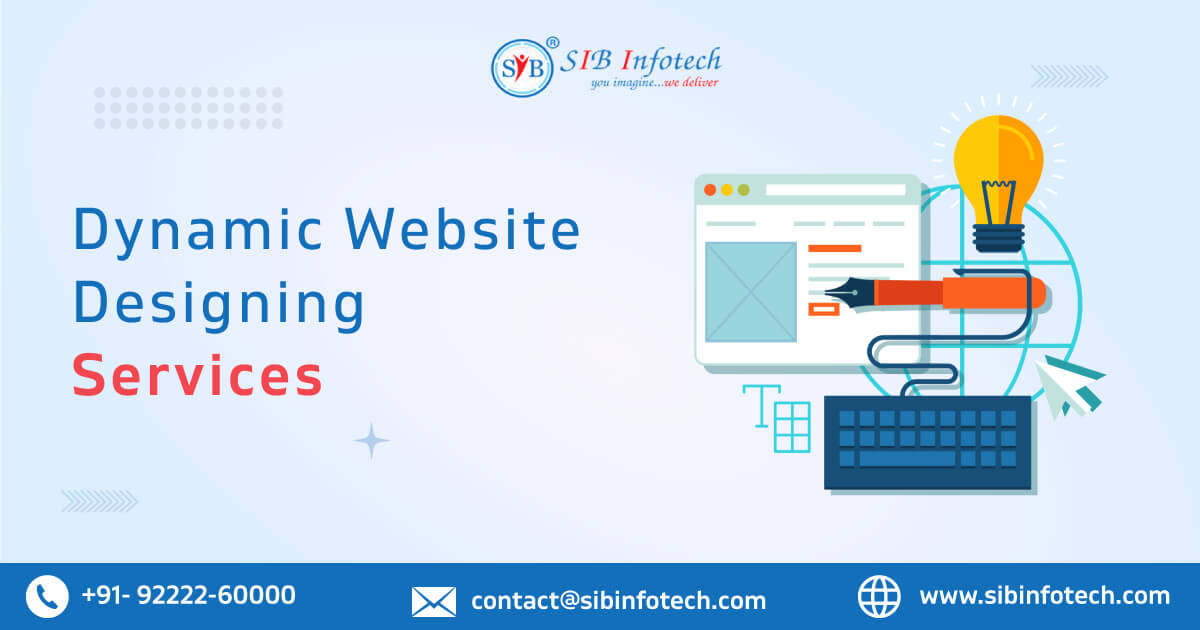 SYB ® SIB Infotech
you imagine...we deliver
Dynamic Website
Designing
Services
T
+91- 92222-60000
contact@sibinfotech.com
www.sibinfotech.com